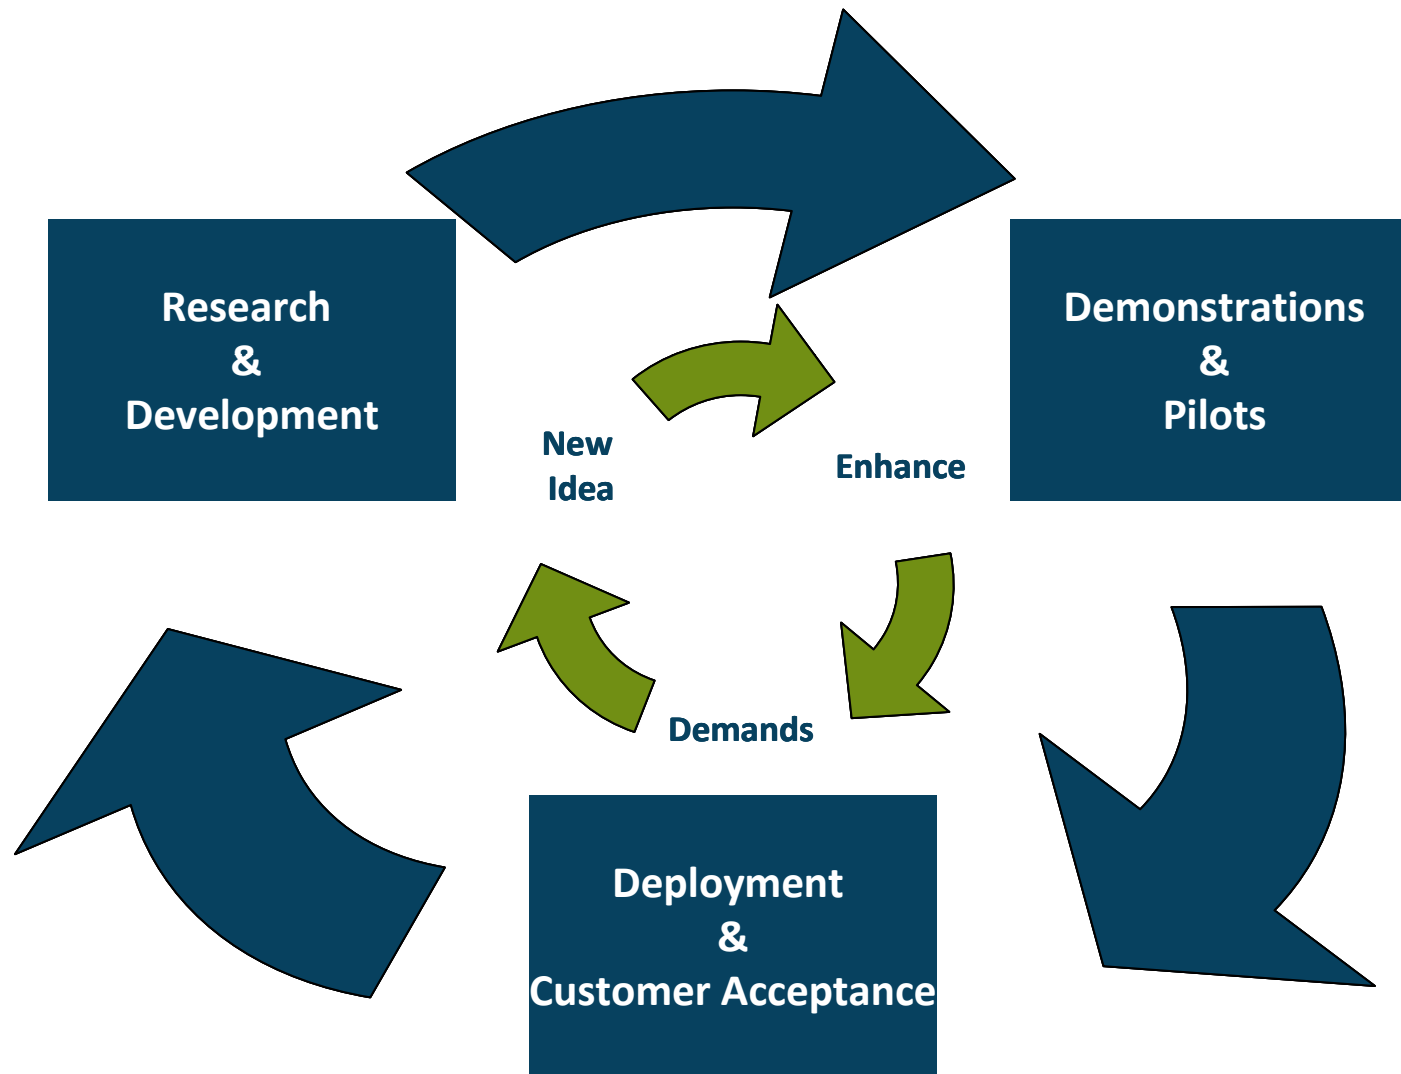 Research
&
Development
Demonstrations
&
Pilots
New
Idea
Enhance
Demands
Deployment
&
Customer Acceptance